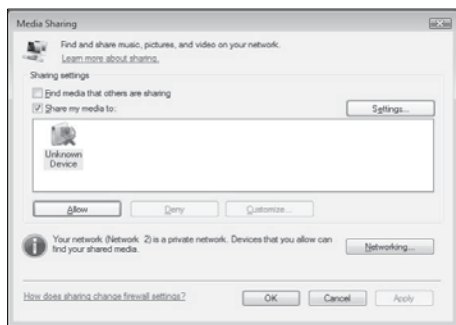 Media Sharing
Find and share music, pictures, and video on your network.
Learn more about sharing.
Sharing settings
Find media that others are sharing
Share my media to:
Settings...
Unknown
Device
Allow
Deny
Customize...
Your network (Network 2) is a private network. Devices that you allow can
find your shared media.
Networking...
How does sharing change firewall settings?
OK
Cancel
Apply